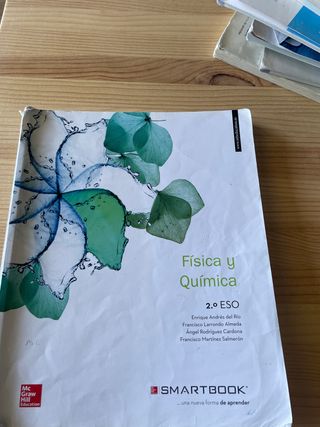 Física y
Química
2.º ESO
Enrique Andrés del Río
Francisco Larrondo Almeda
Ángel Rodríguez Cardona
Francisco Martínez Salmerón
Mc
Graw
Hill
Education
SMARTBOOK
... una nueva forma de aprender